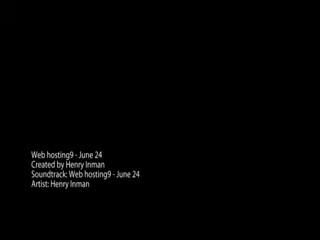 Web hosting9 - June 24
Created by Henry Inman
Soundtrack: Web hosting9 - June 24
Artist: Henry Inman